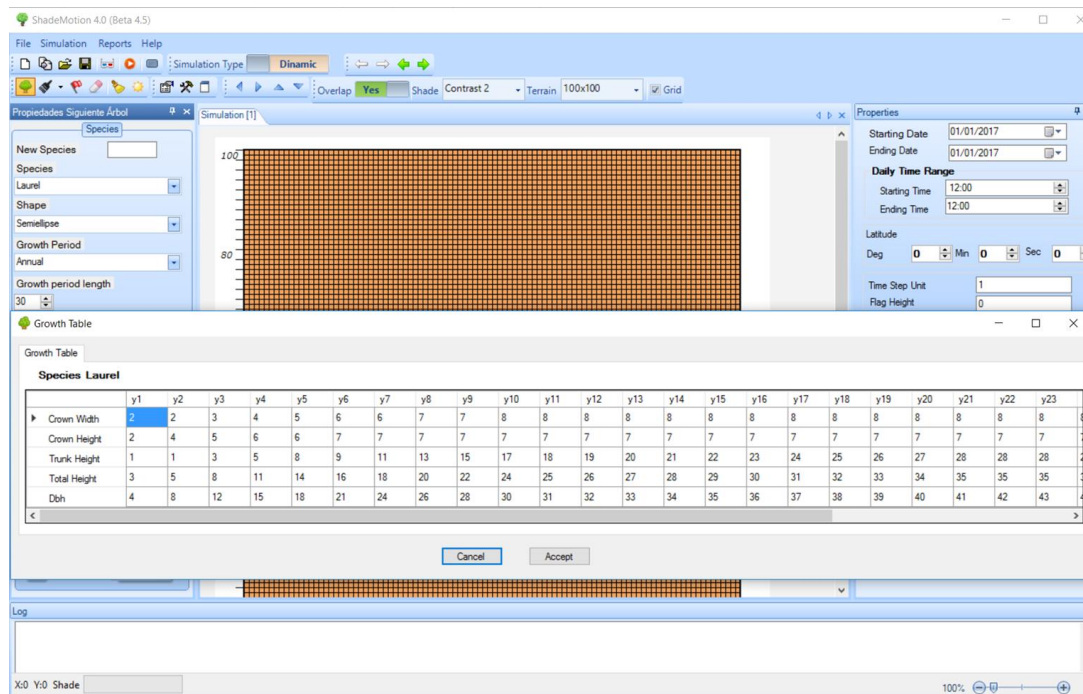 ShadeMotion 4.0 (Beta 4.5)
File Simulation Reports Help
Simulation Type Dinamic
Overlap Yes Shade Contrast 2 Terrain 100x100 Grid
Propiedades Siguiente Árbol
Species
New Species
Species
Laurel
Shape
Semiellipse
Growth Period
Annual
Growth period length
30
Simulation [1]
100
80
Properties
Starting Date 01/01/2017
Ending Date 01/01/2017
Daily Time Range
Starting Time 12:00
Ending Time 12:00
Latitude
Deg 0 Min 0 Sec 0
Time Step Unit 1
Flag Height 0
Growth Table
Growth Table
Species Laurel
y1 y2 y3 y4 y5 y6 y7 y8 y9 y10 y11 y12 y13 y14 y15 y16 y17 y18 y19 y20 y21 y22 y23
Crown Width 2 2 3 4 5 6 6 7 7 8 8 8 8 8 8 8 8 8 8 8 8 8 8
Crown Height 2 4 5 6 6 7 7 7 7 7 7 7 7 7 7 7 7 7 7 7 7 7 7
Trunk Height 1 1 3 5 8 9 11 13 15 17 18 19 20 21 22 23 24 25 26 27 28 28 28
Total Height 3 5 8 11 14 16 18 20 22 24 25 26 27 28 29 30 31 32 33 34 35 35 35
Dbh 4 8 12 15 18 21 24 26 28 30 31 32 33 34 35 36 37 38 39 40 41 42 43
Cancel Accept
Log
X:0 Y:0 Shade
100%